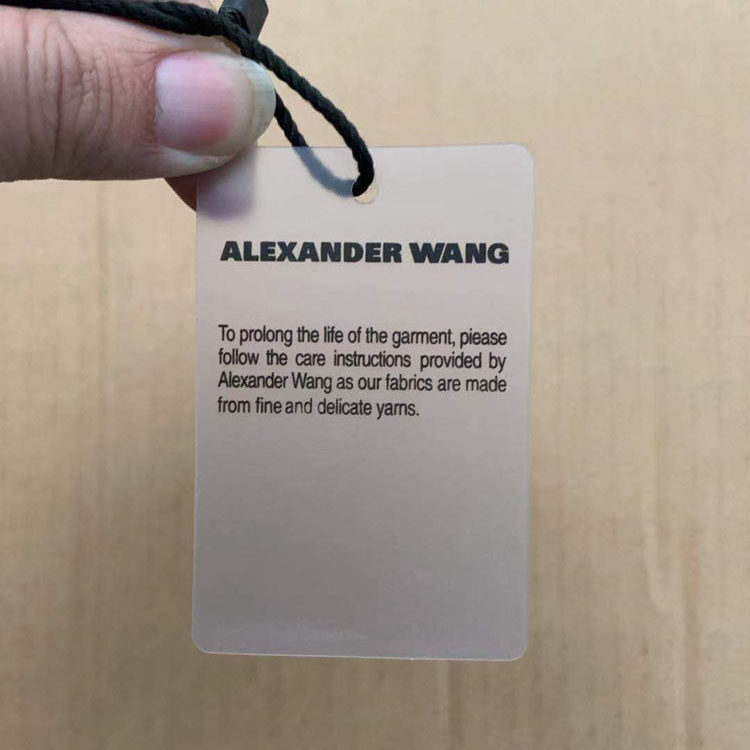 ALEXANDER WANG
To prolong the life of the garment, please
follow the care instructions provided by
Alexander Wang as our fabrics are made
from fine and delicate yarns.